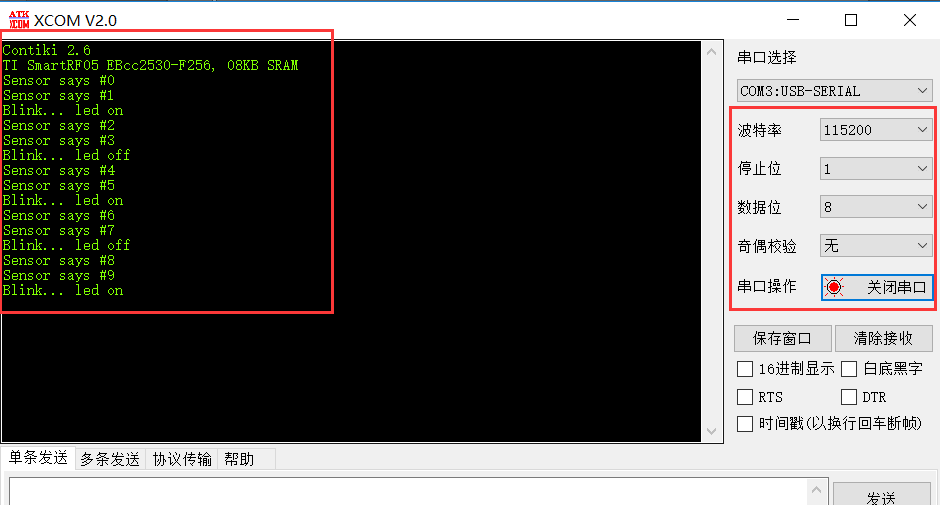 ATK
XCOM
XCOM V2.0
Contiki 2.6
TI SmartRF05 EBcc2530-F256, 08KB SRAM
Sensor says #0
Sensor says #1
Blink... led on
Sensor says #2
Sensor says #3
Blink... led off
Sensor says #4
Sensor says #5
Blink... led on
Sensor says #6
Sensor says #7
Blink... led off
Sensor says #8
Sensor says #9
Blink... led on
串口选择
COM3:USB-SERIAL
波特率 115200
停止位 1
数据位 8
奇偶校验 无
串口操作 关闭串口
保存窗口 清除接收
16进制显示 白底黑字
RTS DTR
时间戳(以换行回车断帧)
单条发送 多条发送 协议传输 帮助
发送